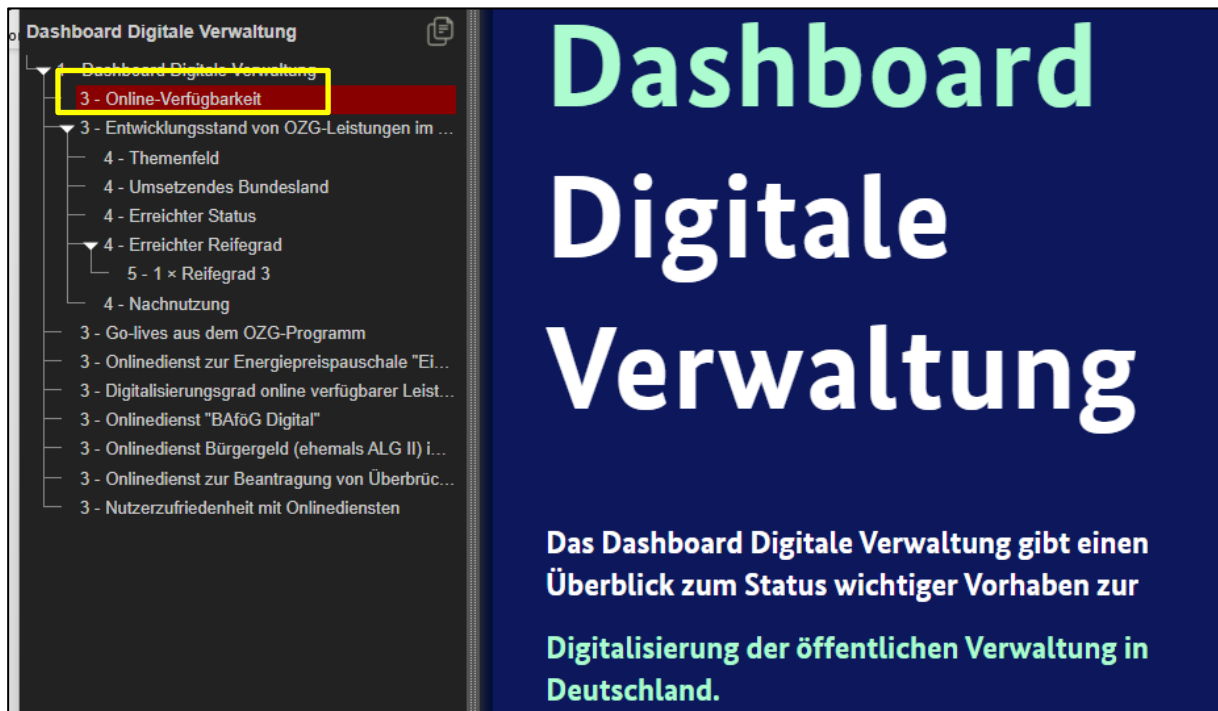 Dashboard Digitale Verwaltung
1 - Dashboard Digitale Verwaltung
3 - Online-Verfügbarkeit
3 - Entwicklungsstand von OZG-Leistungen im ...
4 - Themenfeld
4 - Umsetzendes Bundesland
4 - Erreichter Status
4 - Erreichter Reifegrad
5 - 1 × Reifegrad 3
4 - Nachnutzung
3 - Go-lives aus dem OZG-Programm
3 - Onlinedienst zur Energiepreispauschale "Ei...
3 - Digitalisierungsgrad online verfügbarer Leist...
3 - Onlinedienst "BAföG Digital"
3 - Onlinedienst Bürgergeld (ehemals ALG II) i...
3 - Onlinedienst zur Beantragung von Überbrüc...
3 - Nutzerzufriedenheit mit Onlinediensten
Dashboard
Digitale
Verwaltung
Das Dashboard Digitale Verwaltung gibt einen
Überblick zum Status wichtiger Vorhaben zur
Digitalisierung der öffentlichen Verwaltung in
Deutschland.